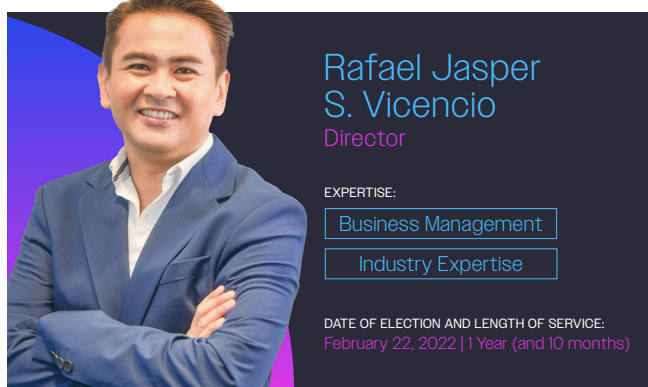 Rafael Jasper
S. Vicencio
Director
EXPERTISE:
Business Management
Industry Expertise
DATE OF ELECTION AND LENGTH OF SERVICE:
February 22, 2022 | 1 Year (and 10 months)